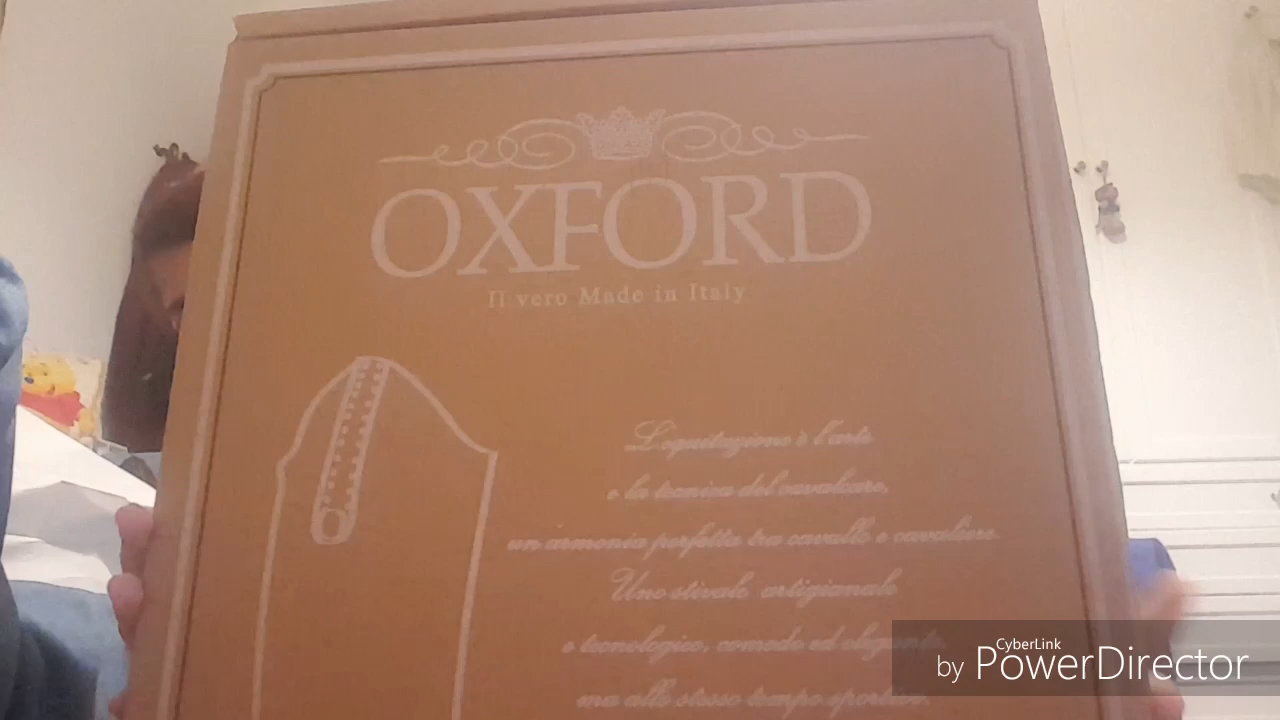 OXFORD
Il vero Made in Italy
L'equitazione è l'arte
e la tecnica del cavalcare,
un armonia perfetta tra cavallo e cavaliere.
Uno stivale artigianale
e tecnologico, comodo ed elegante,
ma allo stesso tempo sportivo.
CyberLink
by PowerDirector